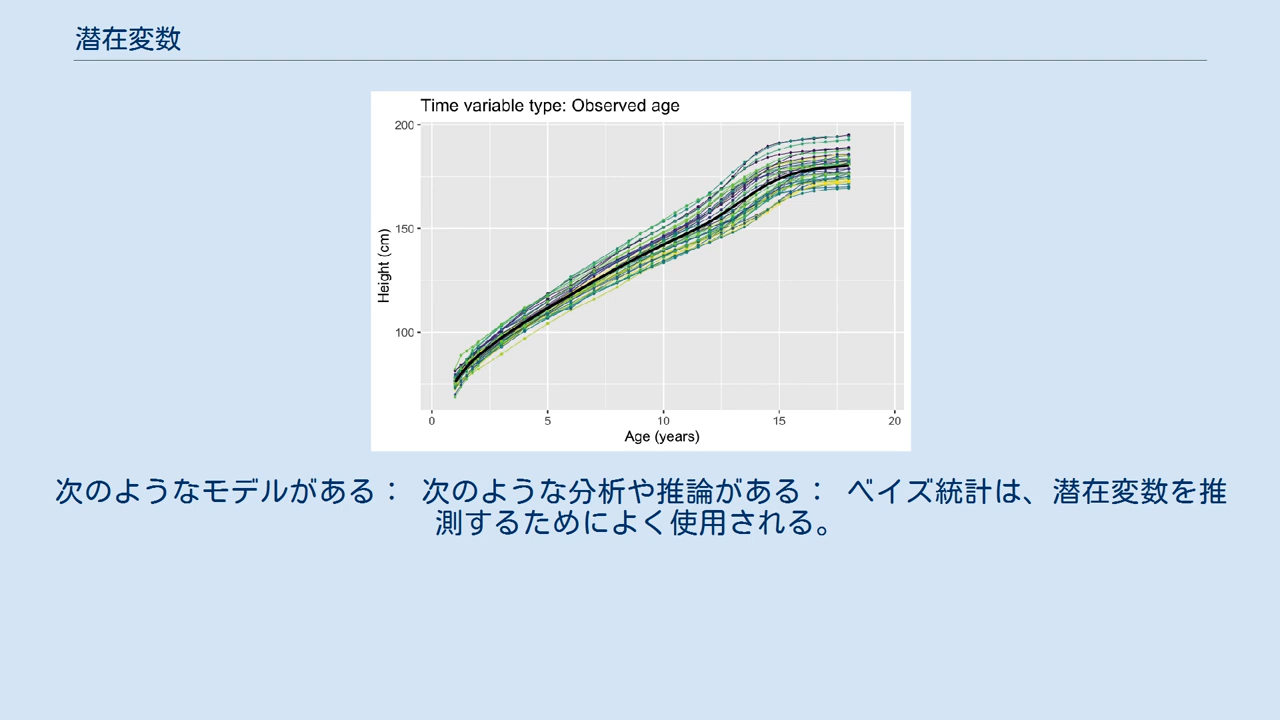 潜在変数
Time variable type: Observed age
200
150
100
Height (cm)
0 5 10 15 20
Age (years)
次のようなモデルがある： 次のような分析や推論がある： ベイズ統計は、潜在変数を推
測するためによく使用される。